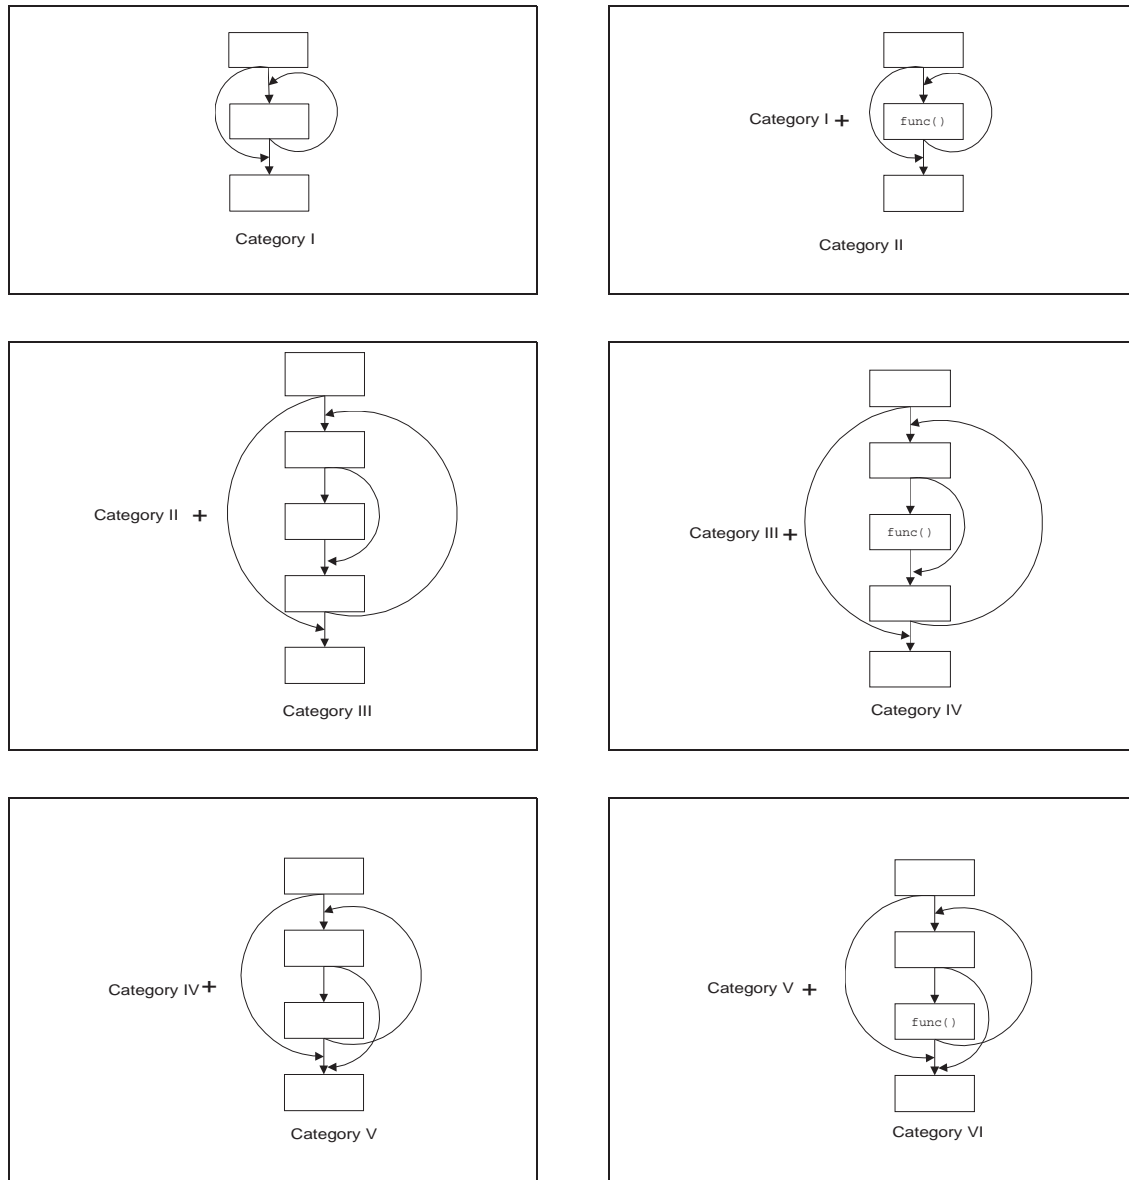 Category I
Category I +
func()
Category II
Category II +
Category III
Category III +
func()
Category IV
Category IV +
Category V
Category V +
func()
Category VI